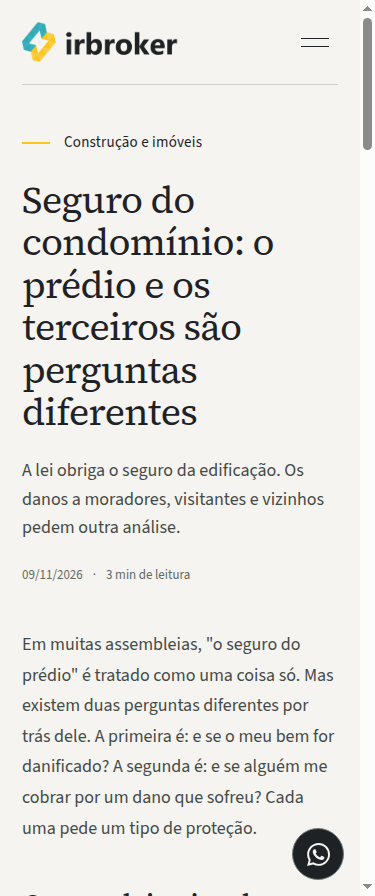 irbroker
Construção e imóveis
Seguro do
condomínio: o
prédio e os
terceiros são
perguntas
diferentes
A lei obriga o seguro da edificação. Os
danos a moradores, visitantes e vizinhos
pedem outra análise.
09/11/2026 · 3 min de leitura
Em muitas assembleias, "o seguro do
prédio" é tratado como uma coisa só. Mas
existem duas perguntas diferentes por
trás dele. A primeira é: e se o meu bem for
danificado? A segunda é: e se alguém me
cobrar por um dano que sofreu? Cada
uma pede um tipo de proteção.